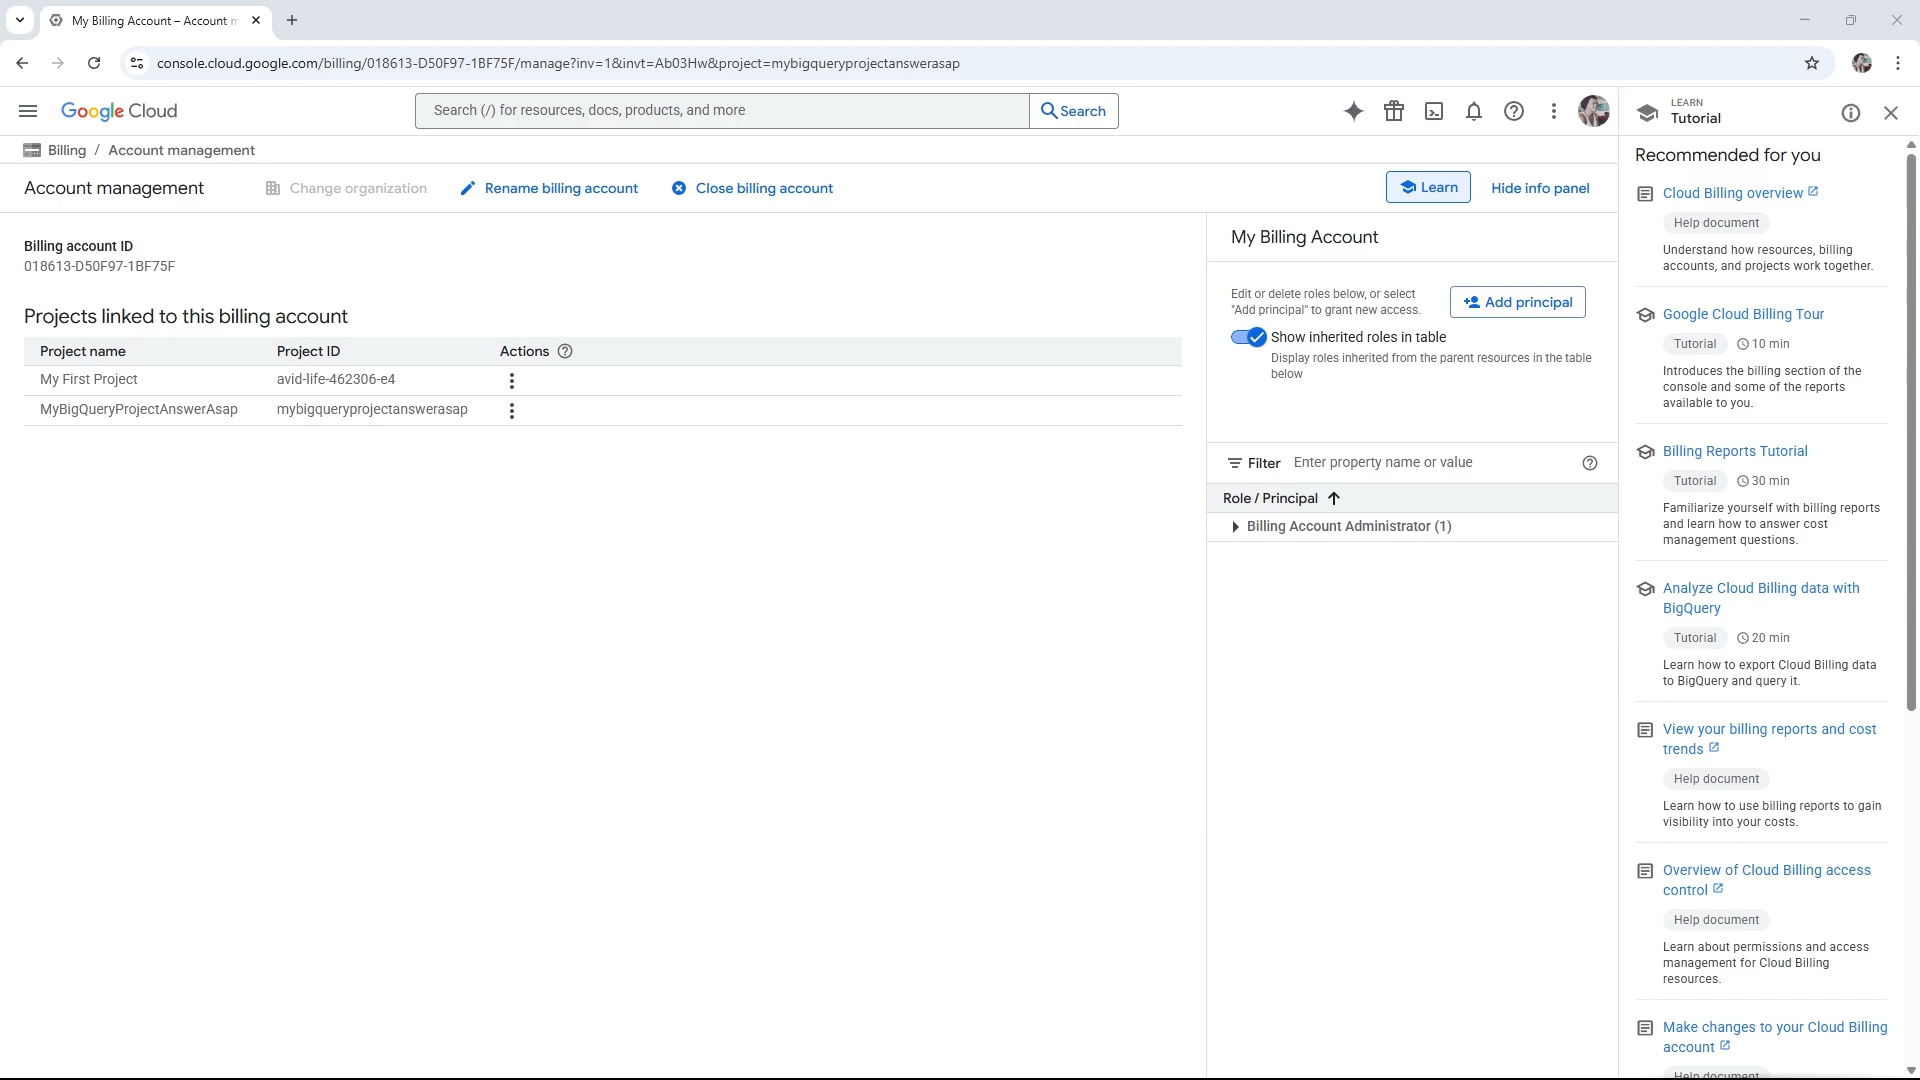 My Billing Account – Account m
console.cloud.google.com/billing/018613-D50F97-1BF75F/manage?inv=1&invt=Ab03Hw&project=mybigqueryprojectanswerasap
Google Cloud
Search (/) for resources, docs, products, and more
Search
LEARN
Tutorial
Billing / Account management
Account management
Change organization
Rename billing account
Close billing account
Learn
Hide info panel
Billing account ID
018613-D50F97-1BF75F
Projects linked to this billing account
Project name Project ID Actions
My First Project avid-life-462306-e4
MyBigQueryProjectAnswerAsap mybigqueryprojectanswerasap
My Billing Account
Edit or delete roles below, or select
"Add principal" to grant new access.
Add principal
Show inherited roles in table
Display roles inherited from the parent resources in the table
below
Filter Enter property name or value
Role / Principal
Billing Account Administrator (1)
Recommended for you
Cloud Billing overview
Help document
Understand how resources, billing
accounts, and projects work together.
Google Cloud Billing Tour
Tutorial 10 min
Introduces the billing section of the
console and some of the reports
available to you.
Billing Reports Tutorial
Tutorial 30 min
Familiarize yourself with billing reports
and learn how to answer cost
management questions.
Analyze Cloud Billing data with
BigQuery
Tutorial 20 min
Learn how to export Cloud Billing data
to BigQuery and query it.
View your billing reports and cost
trends
Help document
Learn how to use billing reports to gain
visibility into your costs.
Overview of Cloud Billing access
control
Help document
Learn about permissions and access
management for Cloud Billing
resources.
Make changes to your Cloud Billing
account
Help document